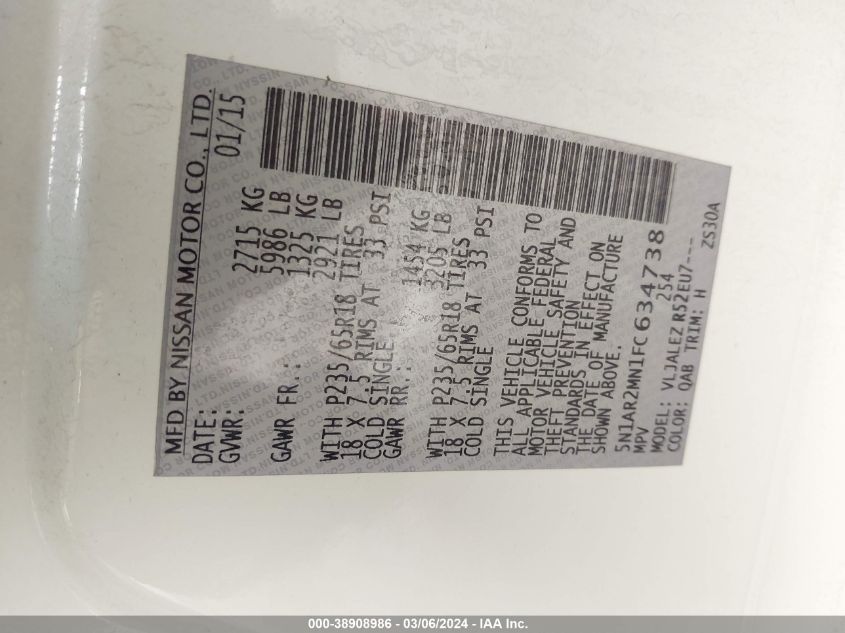 MFD BY NISSAN MOTOR CO., LTD.
DATE: 01/15
GVWR: 2715 KG
5986 LB
GAWR FR.: 1325 KG
2921 LB
WITH P235/65R18 TIRES
18 X 7.5 RIMS AT 33 PSI
COLD SINGLE
GAWR RR.: 1454 KG
3205 LB
WITH P235/65R18 TIRES
18 X 7.5 RIMS AT 33 PSI
COLD SINGLE
THIS VEHICLE CONFORMS TO
ALL APPLICABLE FEDERAL
MOTOR VEHICLE SAFETY AND
THEFT PREVENTION
STANDARDS IN EFFECT ON
THE DATE OF MANUFACTURE
SHOWN ABOVE.
5N1AR2MN1FC634738
MPV 254
MODEL: VLJALEZ R52EU7---
COLOR: QAB TRIM: H ZS30A
000-38908986 - 03/06/2024 - IAA Inc.